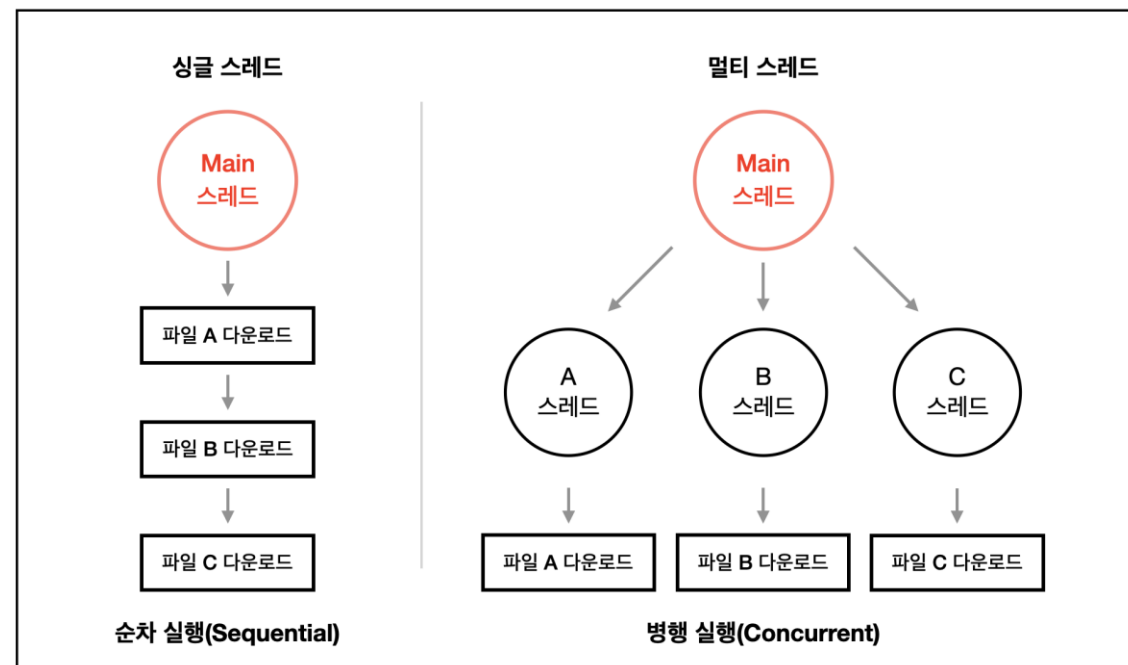 싱글 스레드
Main
스레드
파일 A 다운로드
파일 B 다운로드
파일 C 다운로드
순차 실행(Sequential)
멀티 스레드
Main
스레드
A
스레드
B
스레드
C
스레드
파일 A 다운로드
파일 B 다운로드
파일 C 다운로드
병행 실행(Concurrent)